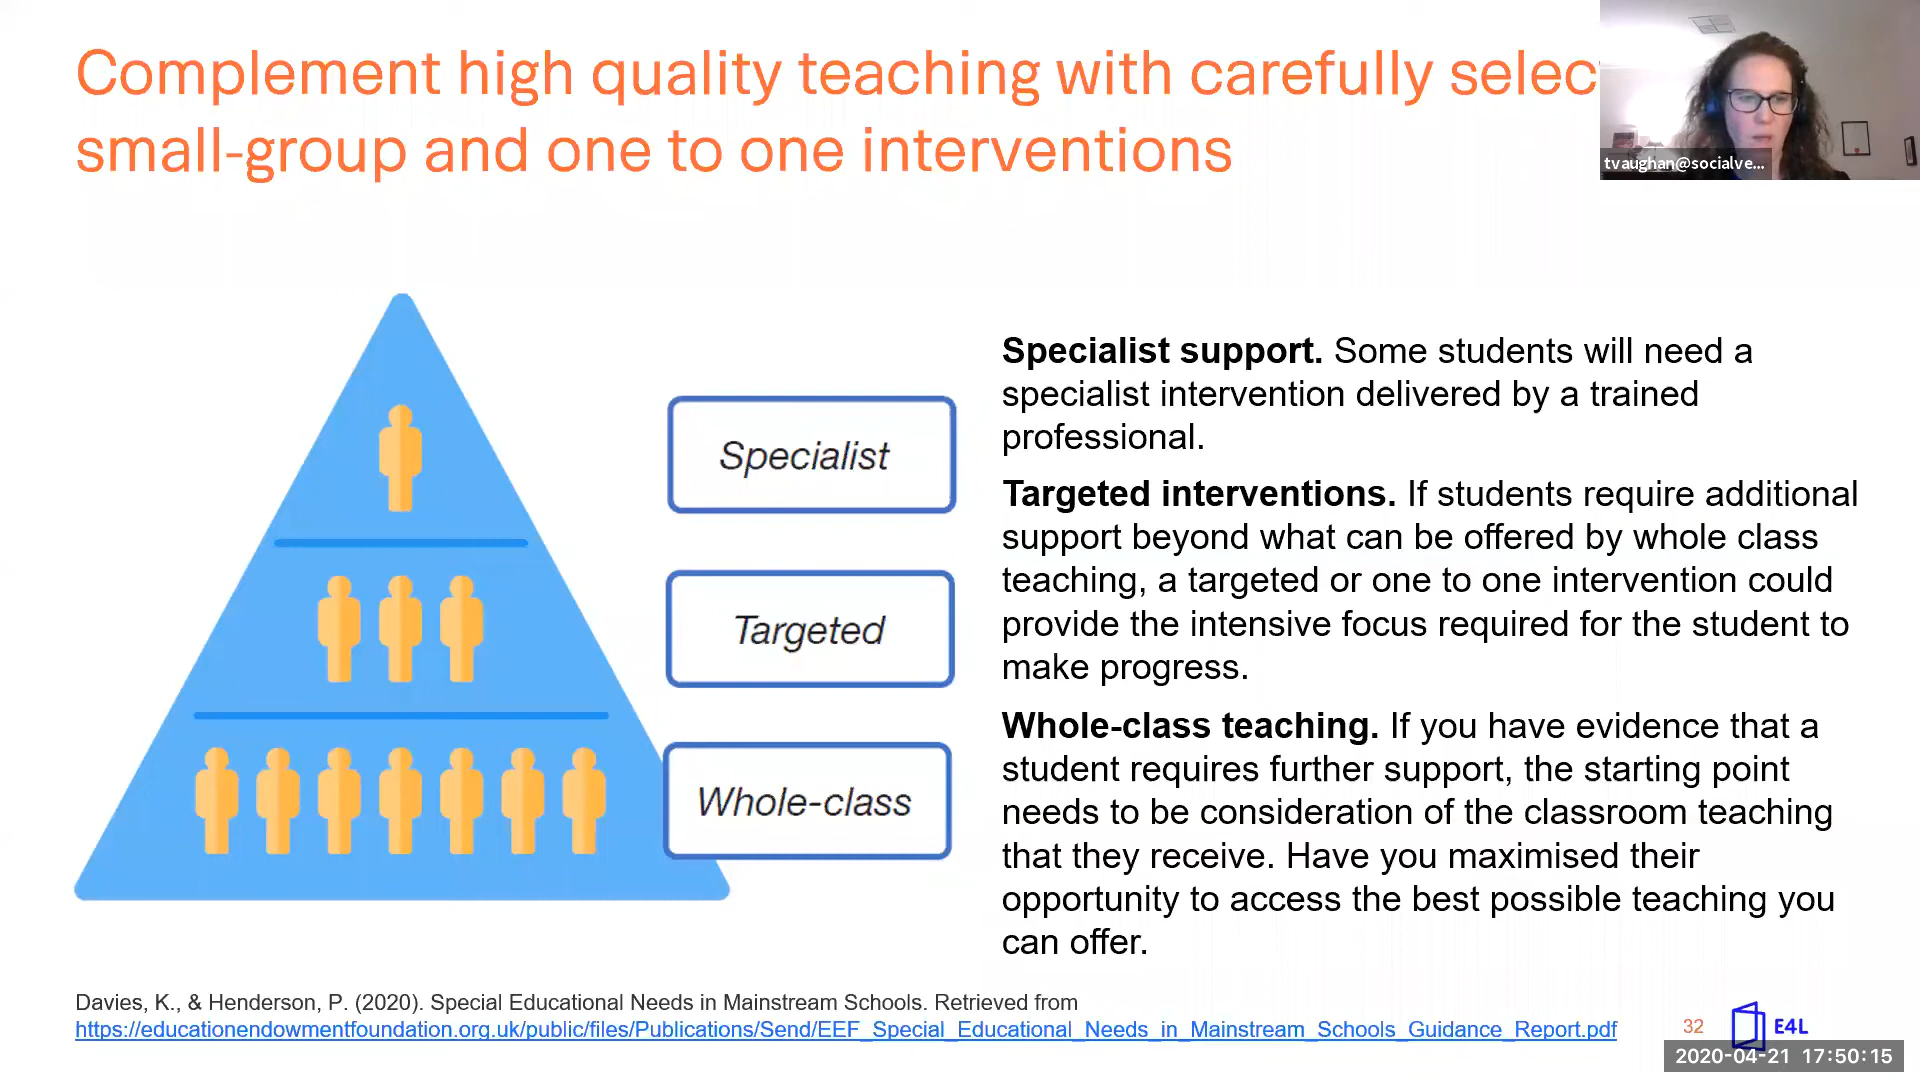 Complement high quality teaching with carefully selec
small-group and one to one interventions
tvaughan@socialve...
Specialist
Targeted
Whole-class
Specialist support. Some students will need a
specialist intervention delivered by a trained
professional.
Targeted interventions. If students require additional
support beyond what can be offered by whole class
teaching, a targeted or one to one intervention could
provide the intensive focus required for the student to
make progress.
Whole-class teaching. If you have evidence that a
student requires further support, the starting point
needs to be consideration of the classroom teaching
that they receive. Have you maximised their
opportunity to access the best possible teaching you
can offer.
Davies, K., & Henderson, P. (2020). Special Educational Needs in Mainstream Schools. Retrieved from
https://educationendowmentfoundation.org.uk/public/files/Publications/Send/EEF_Special_Educational_Needs_in_Mainstream_Schools_Guidance_Report.pdf
32
E4L
2020-04-21 17:50:15